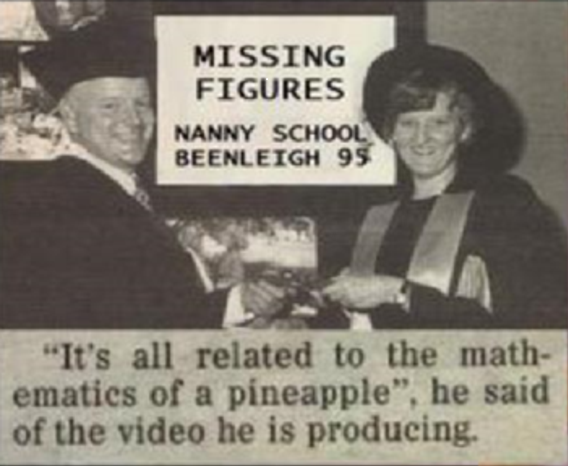 MISSING
FIGURES
NANNY SCHOOL
BEENLEIGH 95
"It's all related to the math-
ematics of a pineapple", he said
of the video he is producing.